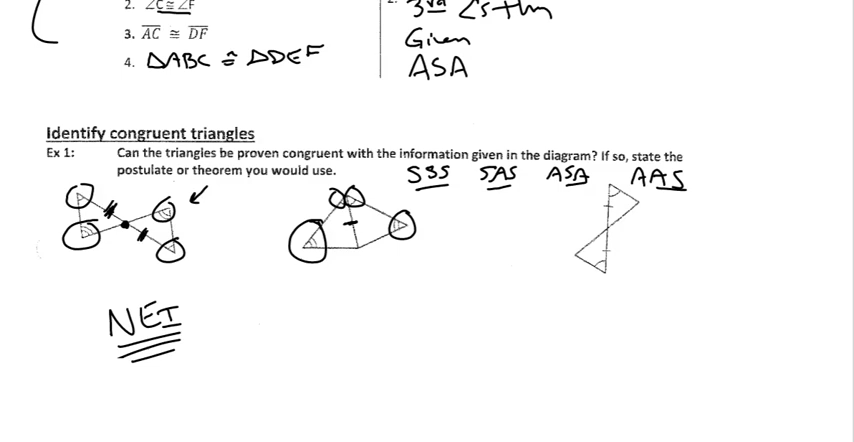 2. ∠C ≅ ∠F
3rd ∠s thm
3. AC ≅ DF
Given
4. △ABC ≅ △DEF
ASA
Identify congruent triangles
Ex 1: Can the triangles be proven congruent with the information given in the diagram? If so, state the
postulate or theorem you would use.
SSS SAS ASA AAS
NEI